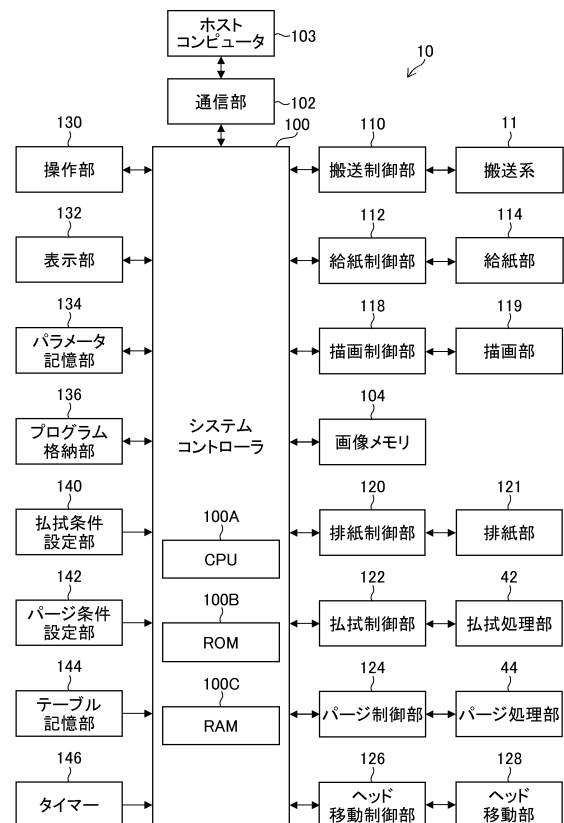 ホスト
コンピュータ
103
10
通信部
102
100
130
操作部
110
搬送制御部
11
搬送系
132
表示部
112
給紙制御部
114
給紙部
134
パラメータ
記憶部
118
描画制御部
119
描画部
136
プログラム
格納部
システム
コントローラ
104
画像メモリ
140
払拭条件
設定部
100A
CPU
120
排紙制御部
121
排紙部
142
パージ条件
設定部
100B
ROM
122
払拭制御部
42
払拭処理部
144
テーブル
記憶部
100C
RAM
124
パージ制御部
44
パージ処理部
146
タイマー
126
ヘッド
移動制御部
128
ヘッド
移動部